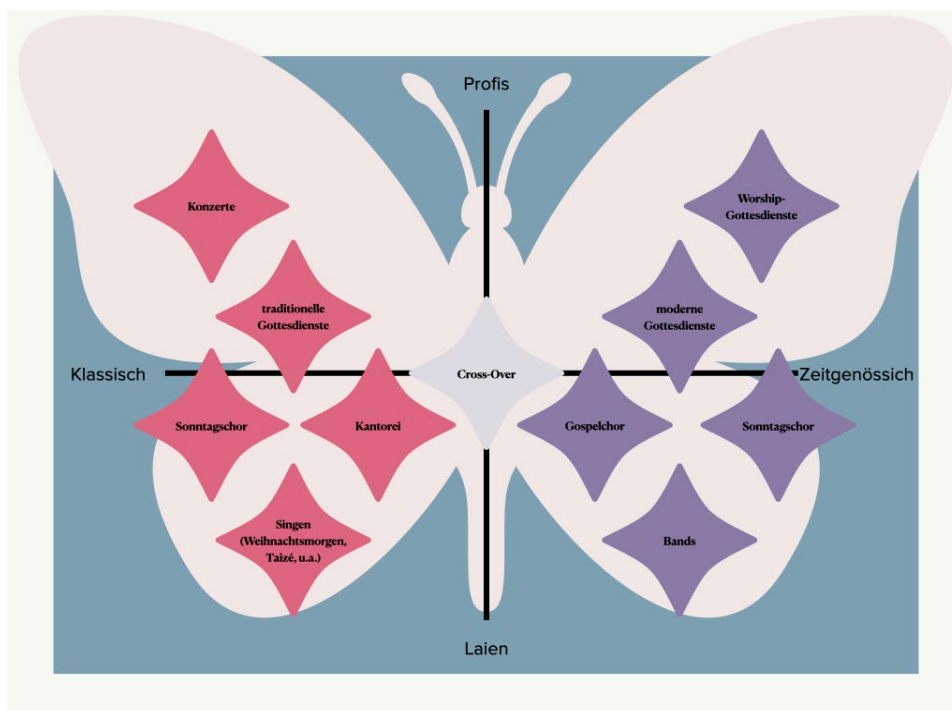 Profis
Konzerte
Worship-
Gottesdienste
traditionelle
Gottesdienste
moderne
Gottesdienste
Klassisch
Cross-Over
Zeitgenössich
Sonntagschor
Kantorei
Gospelchor
Sonntagschor
Singen
(Weihnachtsmorgen,
Taizé, u.a.)
Bands
Laien